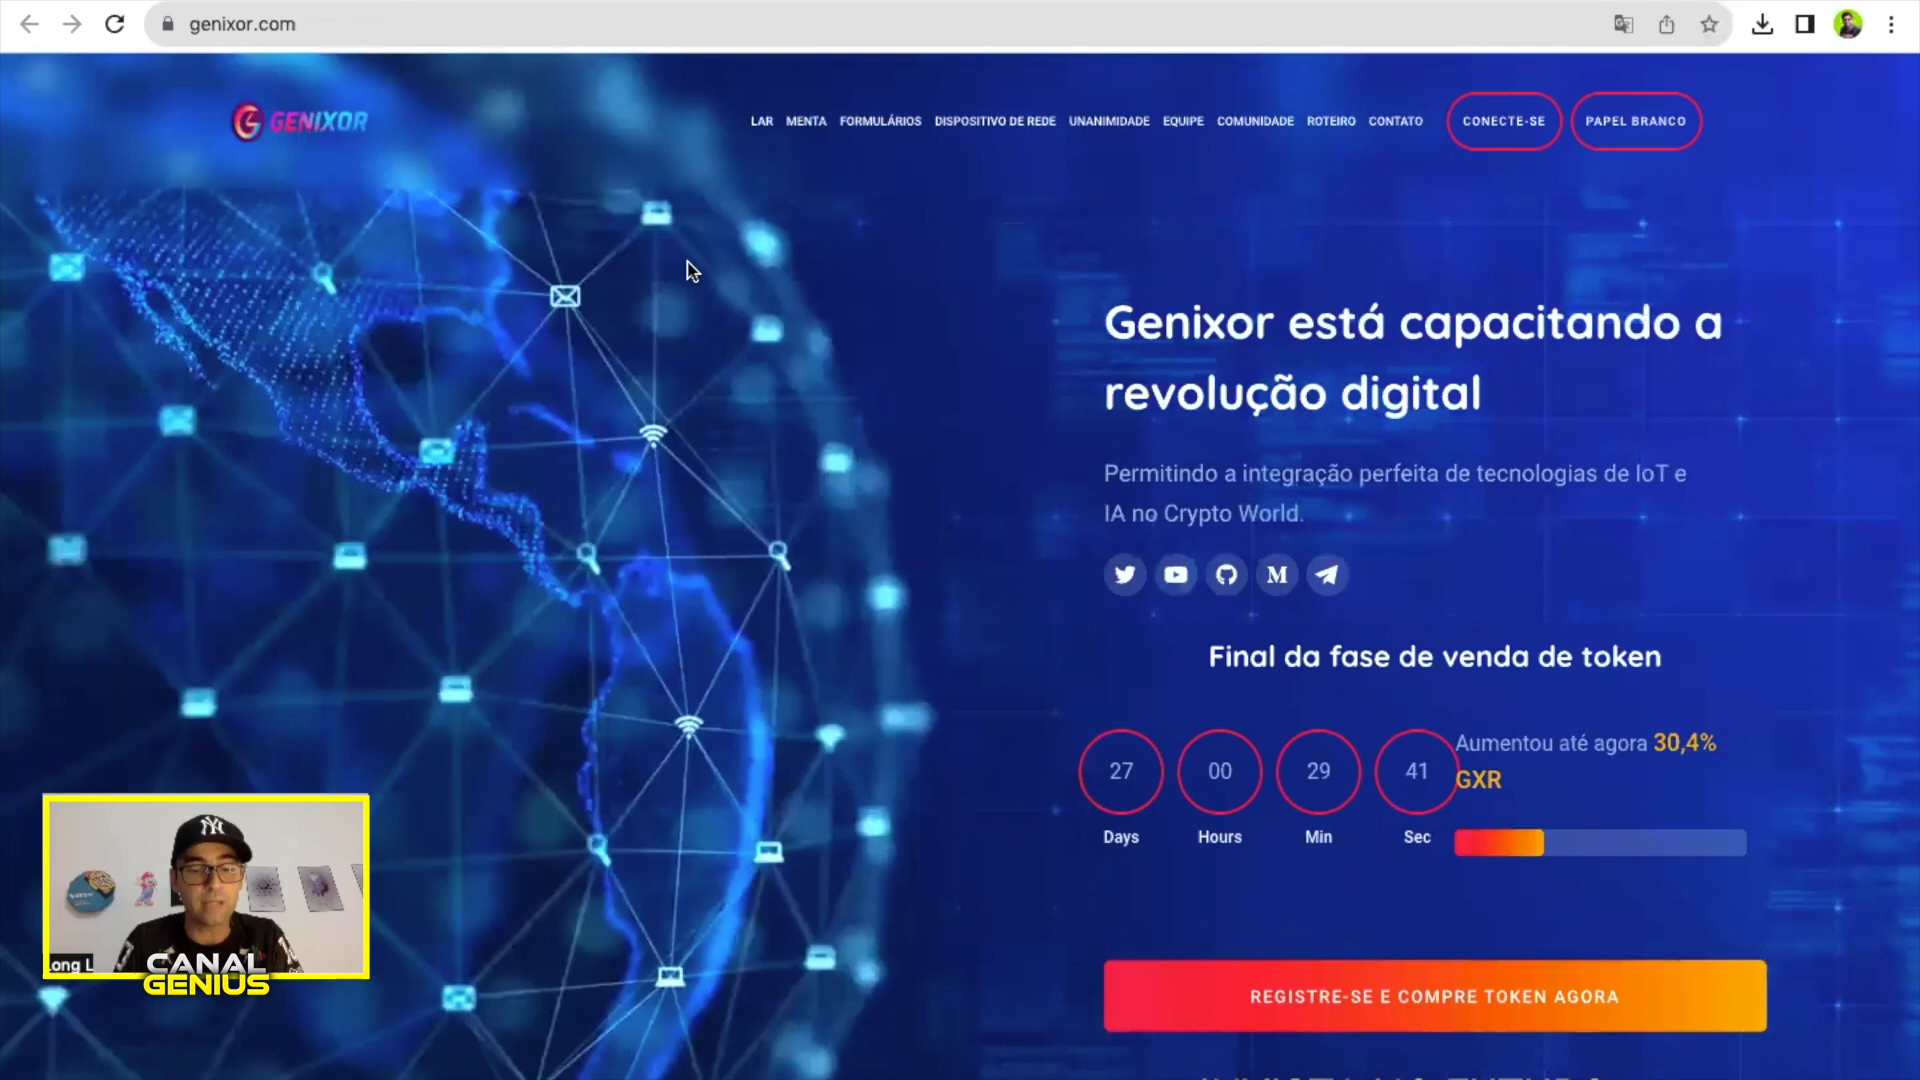 genixor.com
GENIXOR
LAR MENTA FORMULÁRIOS DISPOSITIVO DE REDE UNANIMIDADE EQUIPE COMUNIDADE ROTEIRO CONTATO CONECTE-SE PAPEL BRANCO
Genixor está capacitando a
revolução digital
Permitindo a integração perfeita de tecnologias de IoT e
IA no Crypto World.
Final da fase de venda de token
27 00 29 41
Days Hours Min Sec
Aumentou até agora 30,4%
GXR
REGISTRE-SE E COMPRE TOKEN AGORA
NY
CANAL
GENIUS